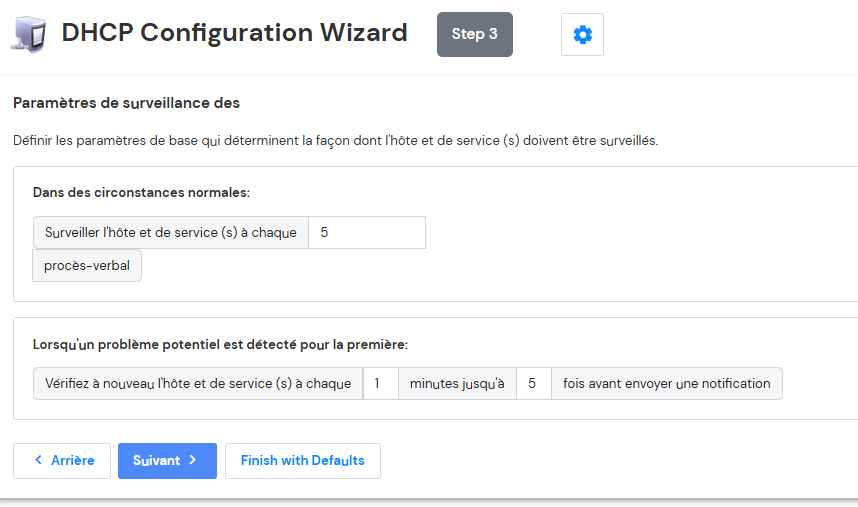 DHCP Configuration Wizard Step 3
Paramètres de surveillance des
Définir les paramètres de base qui déterminent la façon dont l'hôte et de service (s) doivent être surveillés.
Dans des circonstances normales:
Surveiller l'hôte et de service (s) à chaque 5
procès-verbal
Lorsqu'un problème potentiel est détecté pour la première:
Vérifiez à nouveau l'hôte et de service (s) à chaque 1 minutes jusqu'à 5 fois avant envoyer une notification
Arrière Suivant Finish with Defaults